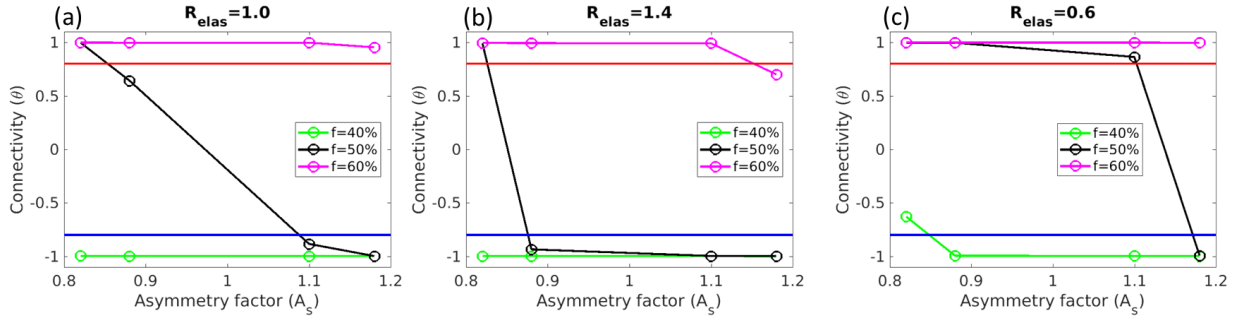 (a)
R_elas=1.0
1
0.5
0
-0.5
-1
Connectivity (θ)
f=40%
f=50%
f=60%
0.8
0.9
1
1.1
1.2
Asymmetry factor (A_s)
(b)
R_elas=1.4
1
0.5
0
-0.5
-1
Connectivity (θ)
f=40%
f=50%
f=60%
0.8
0.9
1
1.1
1.2
Asymmetry factor (A_s)
(c)
R_elas=0.6
1
0.5
0
-0.5
-1
Connectivity (θ)
f=40%
f=50%
f=60%
0.8
0.9
1
1.1
1.2
Asymmetry factor (A_s)